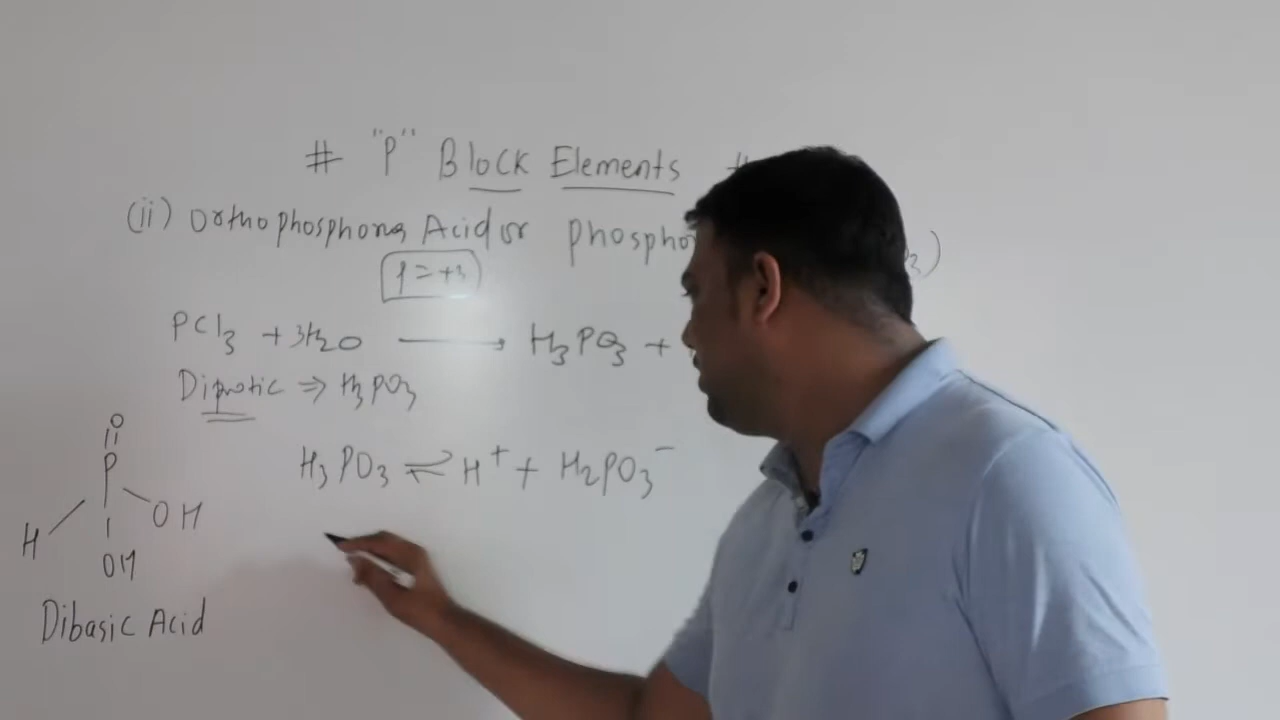 # "P" Block Elements #
(ii) Orthophosphorus Acid or phospho
P = +3
PCl3 + 3H2O ⟶ H3PO3 +
Diprotic ⇒ H3PO3
O
P
H
OH
OH
H3PO3 ⇌ H+ + H2PO3-
Dibasic Acid